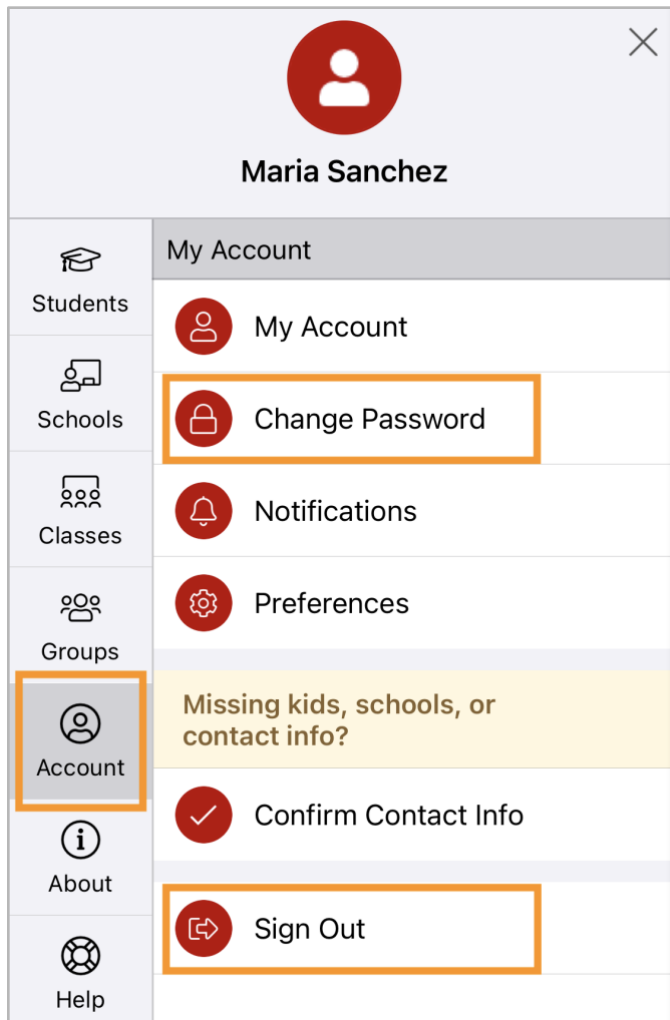 Maria Sanchez
Students
Schools
Classes
Groups
Account
About
Help
My Account
My Account
Change Password
Notifications
Preferences
Missing kids, schools, or
contact info?
Confirm Contact Info
Sign Out